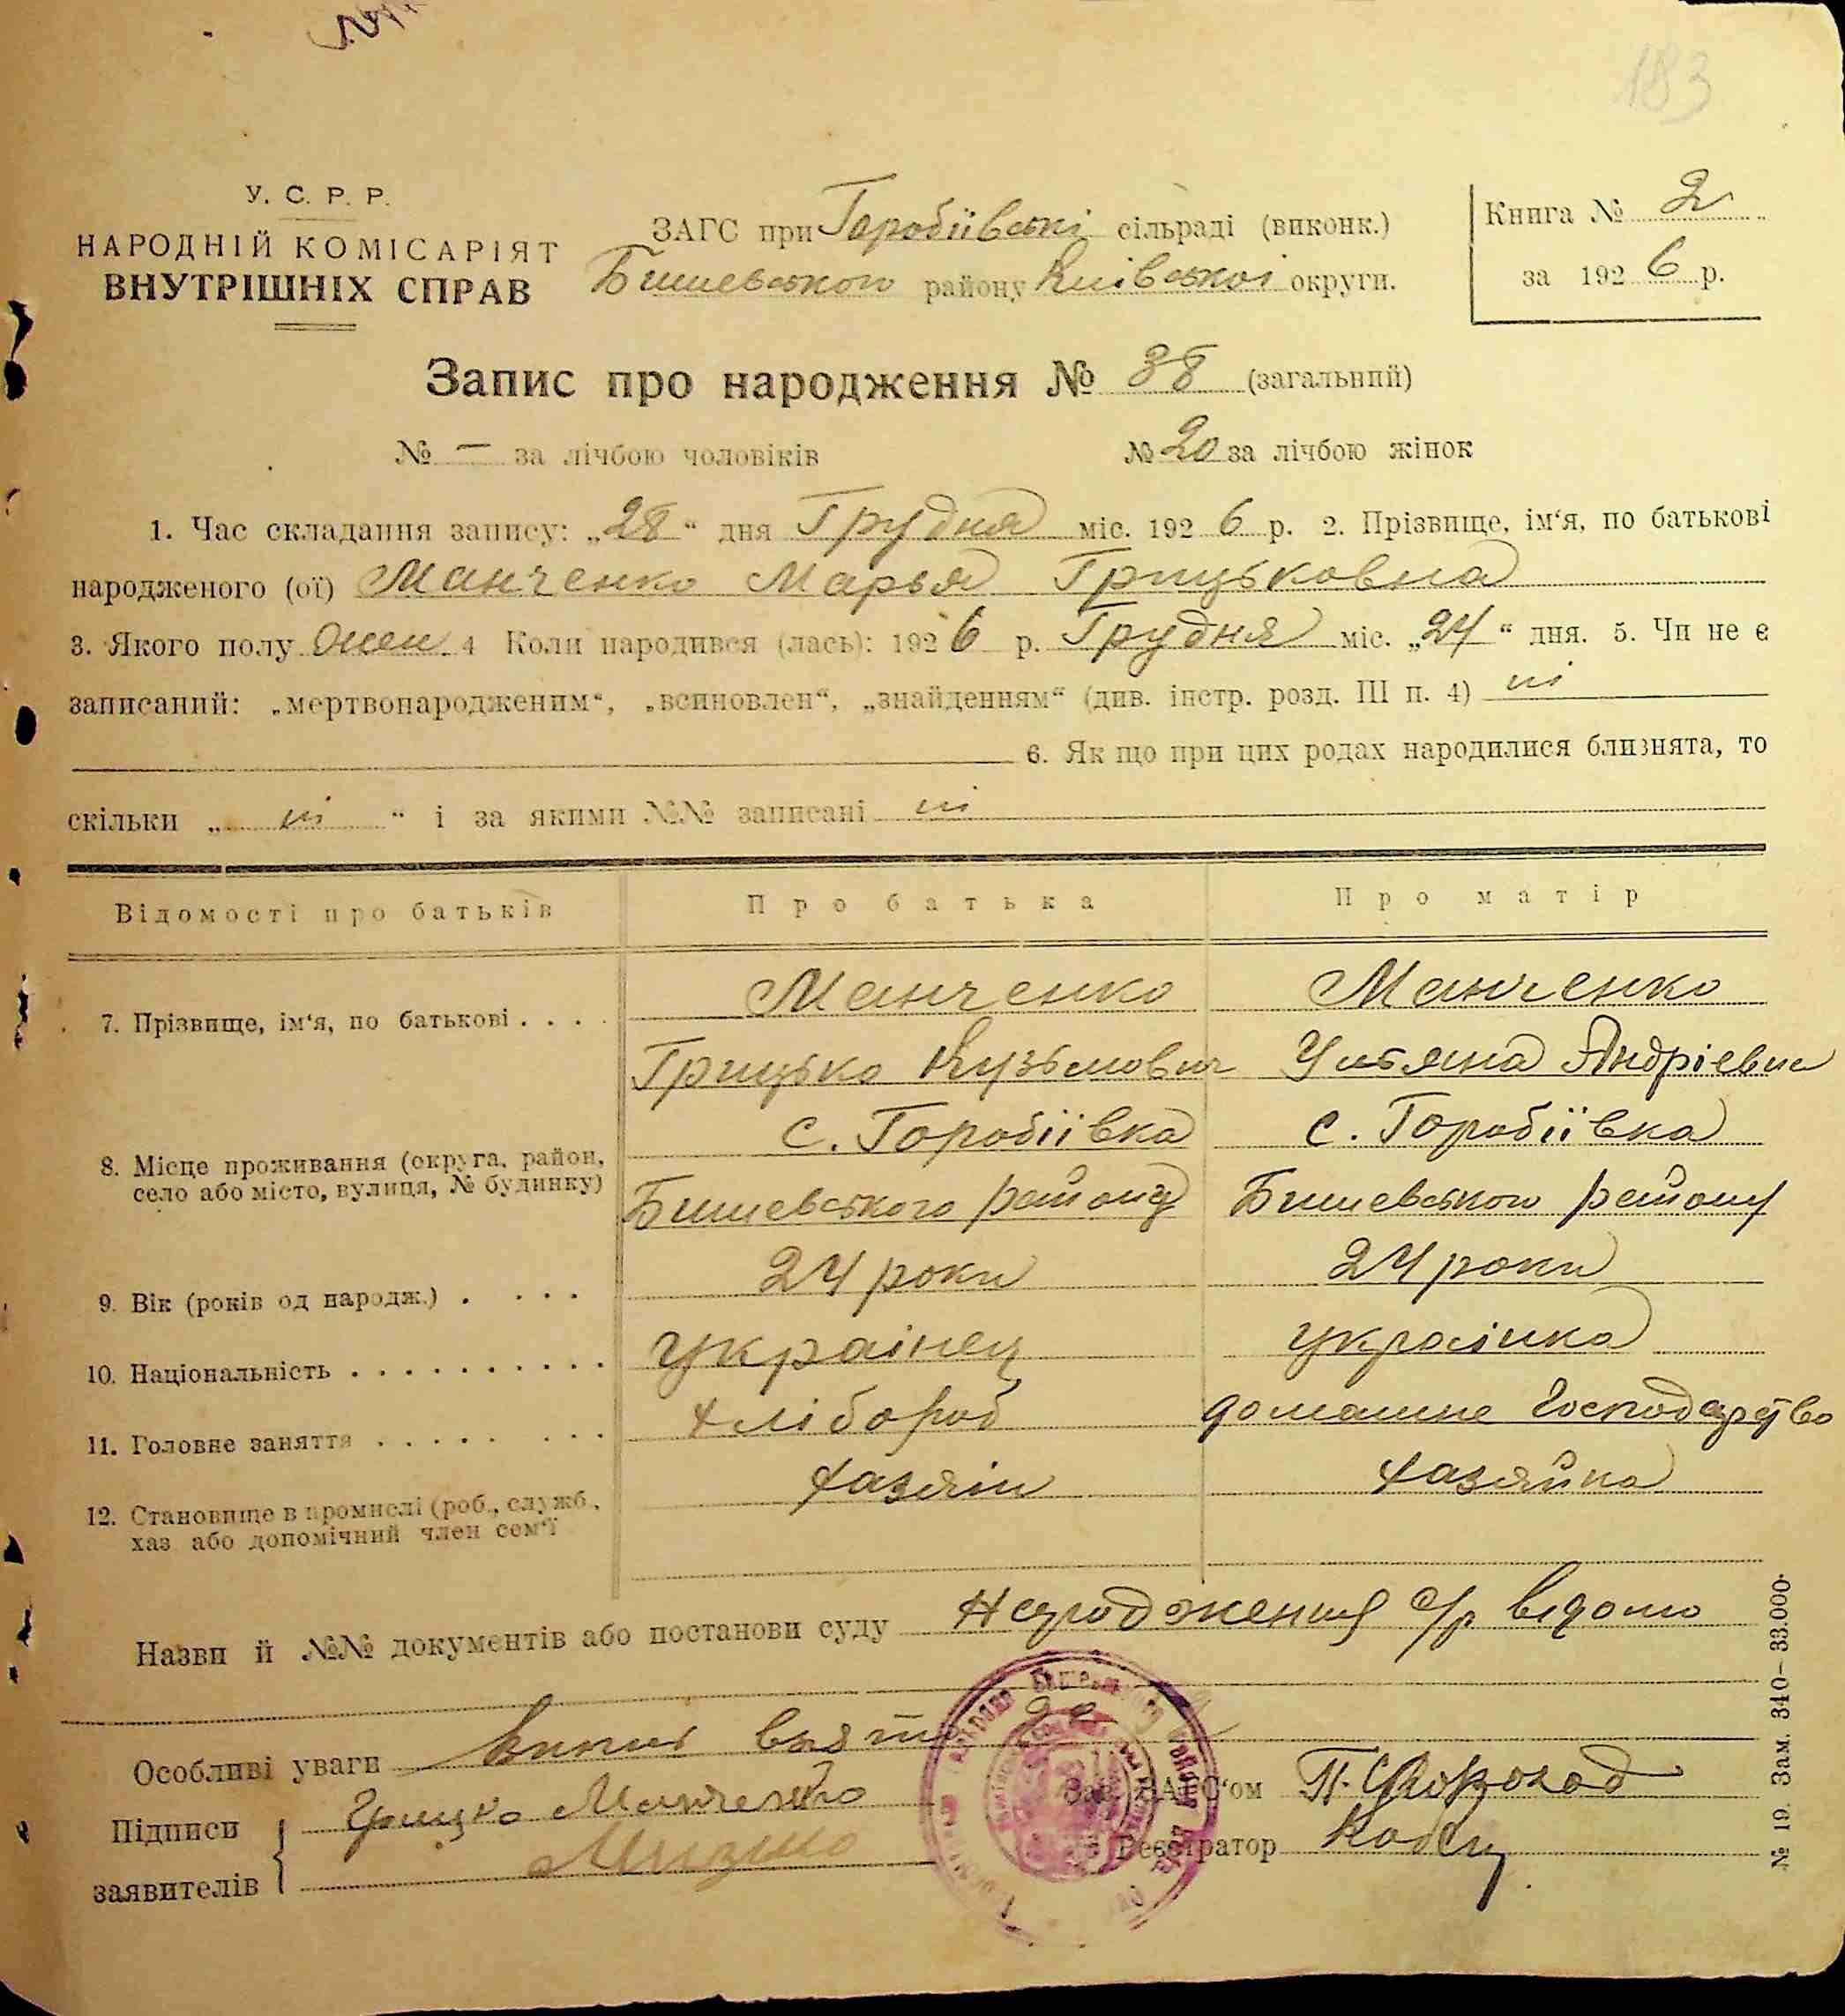 183
У. С. Р. Р.
НАРОДНІЙ КОМІСАРІЯТ
ВНУТРІШНІХ СПРАВ
ЗАГС при Горобіївські сільраді (виконк.)
Бишевського району Київської округи.
Книга № 2
за 1926 р.
Запис про народження № 38 (загальний)
№ — за лічбою чоловіків № 20 за лічбою жінок
1. Час складання запису: „28“ дня Грудня міс. 1926 р. 2. Прізвище, ім‘я, по батькові
народженого (ої) Манченко Марья Грицьковна
3. Якого полу 4 Коли народився (лась): 1926 р. Грудня міс. „24“ дня. 5. Чи не є
записаний: „мертвонародженим“, „всиновлен“, „знайденням“ (див. інстр. розд. III п. 4) ні
6. Як що при цих родах народилися близнята, то
скільки „ ні “ і за якими №№ записані ні
Відомості про батьків Про батька Про матір
7. Прізвище, ім‘я, по батькові . . . . Манченко Манченко
Грицько Кузьмович Ульяна Андріевна
с. Горобіївка с. Горобіївка
8. Місце проживання (округа, район,
село або місто, вулиця, № будинку) Бишевського району Бишевського району
9. Вік (років од народж.) . . . . 24 роки 24 роки
10. Національність . . . . . . . . . . українец українка
11. Головне заняття . . . . . . . . хлібороб домашне господарство
12. Становище в промислі (роб., служб., хазяін хазяйка
хаз або допомічний член сем‘ї
Назви й №№ документів або постанови суду Народження с/р відомо
Особливі уваги
Підписи
заявителів
Грицко Манченко
Зав. ЗАГС‘ом П.
Реєстратор
№ 19. Зам. 340– 33.000.